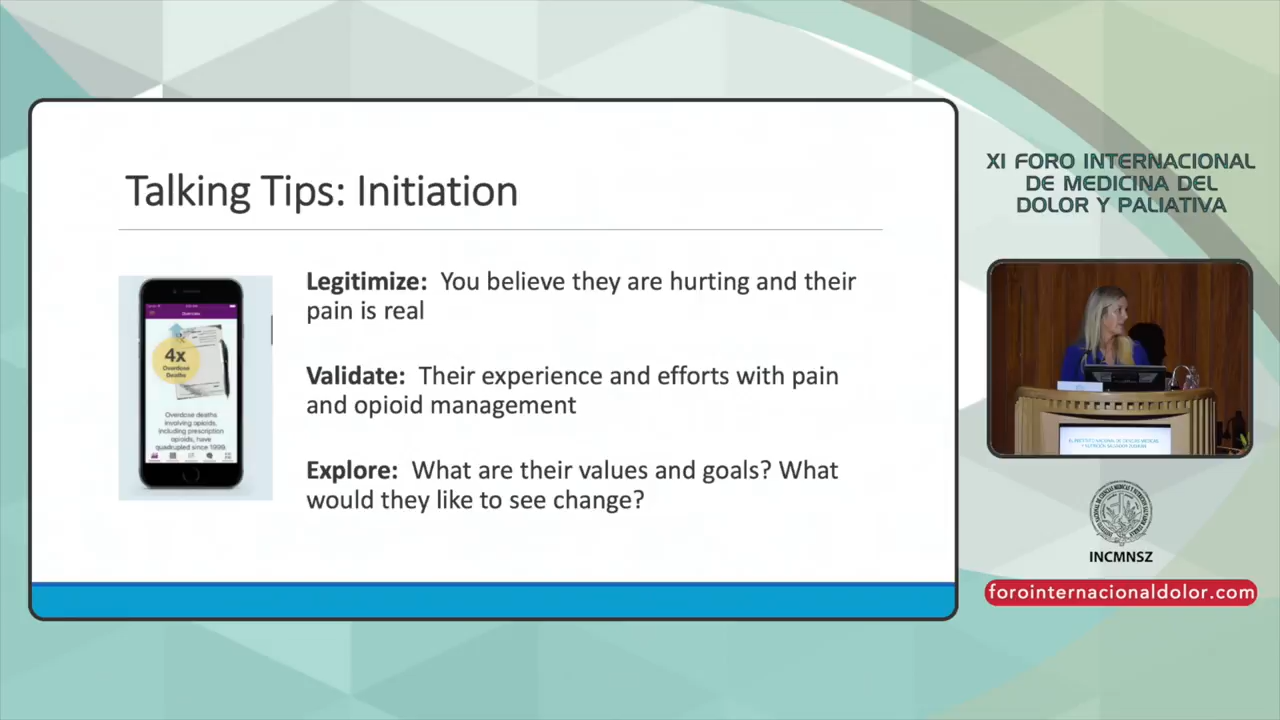 Talking Tips: Initiation
Legitimize: You believe they are hurting and their
pain is real
Validate: Their experience and efforts with pain
and opioid management
Explore: What are their values and goals? What
would they like to see change?
Overview
4x
Overdose
Deaths
Overdose deaths
involving opioids,
including prescription
opioids, have
quadrupled since 1999.
XI FORO INTERNACIONAL
DE MEDICINA DEL
DOLOR Y PALIATIVA
INCMNSZ
forointernacionaldolor.com